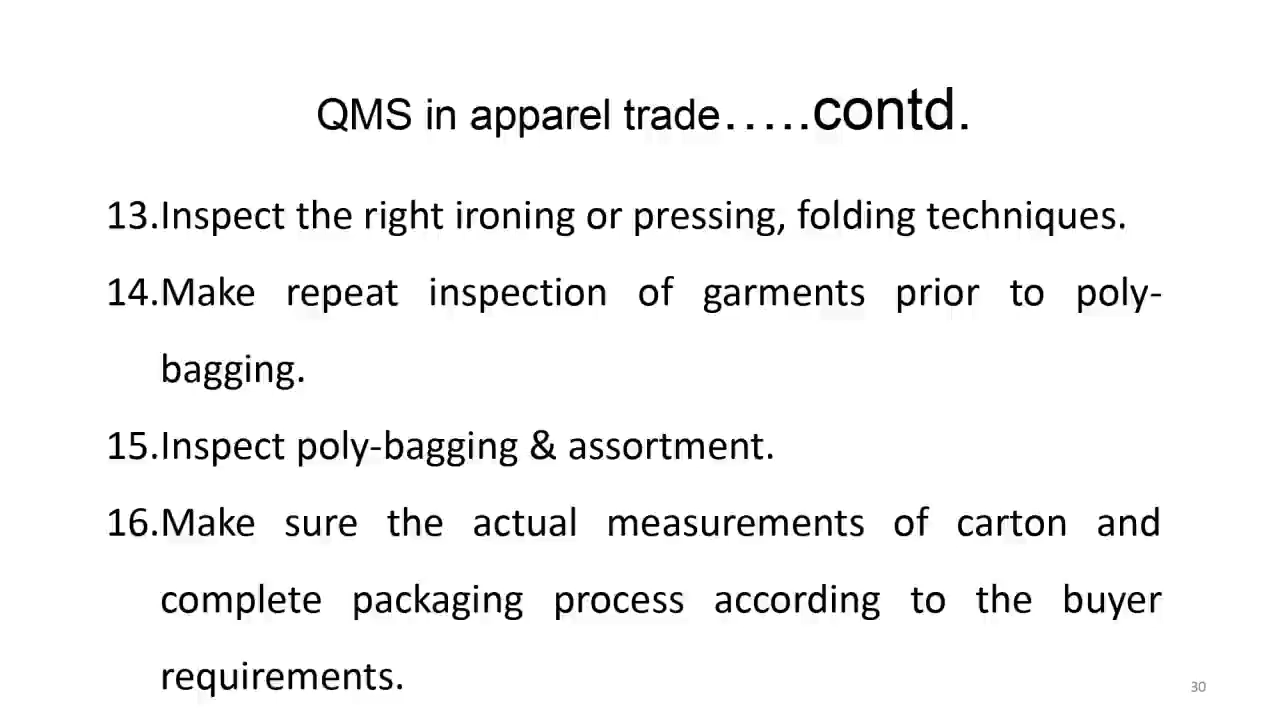 QMS in apparel trade…..contd.
13.Inspect the right ironing or pressing, folding techniques.
14.Make repeat inspection of garments prior to poly-
bagging.
15.Inspect poly-bagging & assortment.
16.Make sure the actual measurements of carton and
complete packaging process according to the buyer
requirements.
30